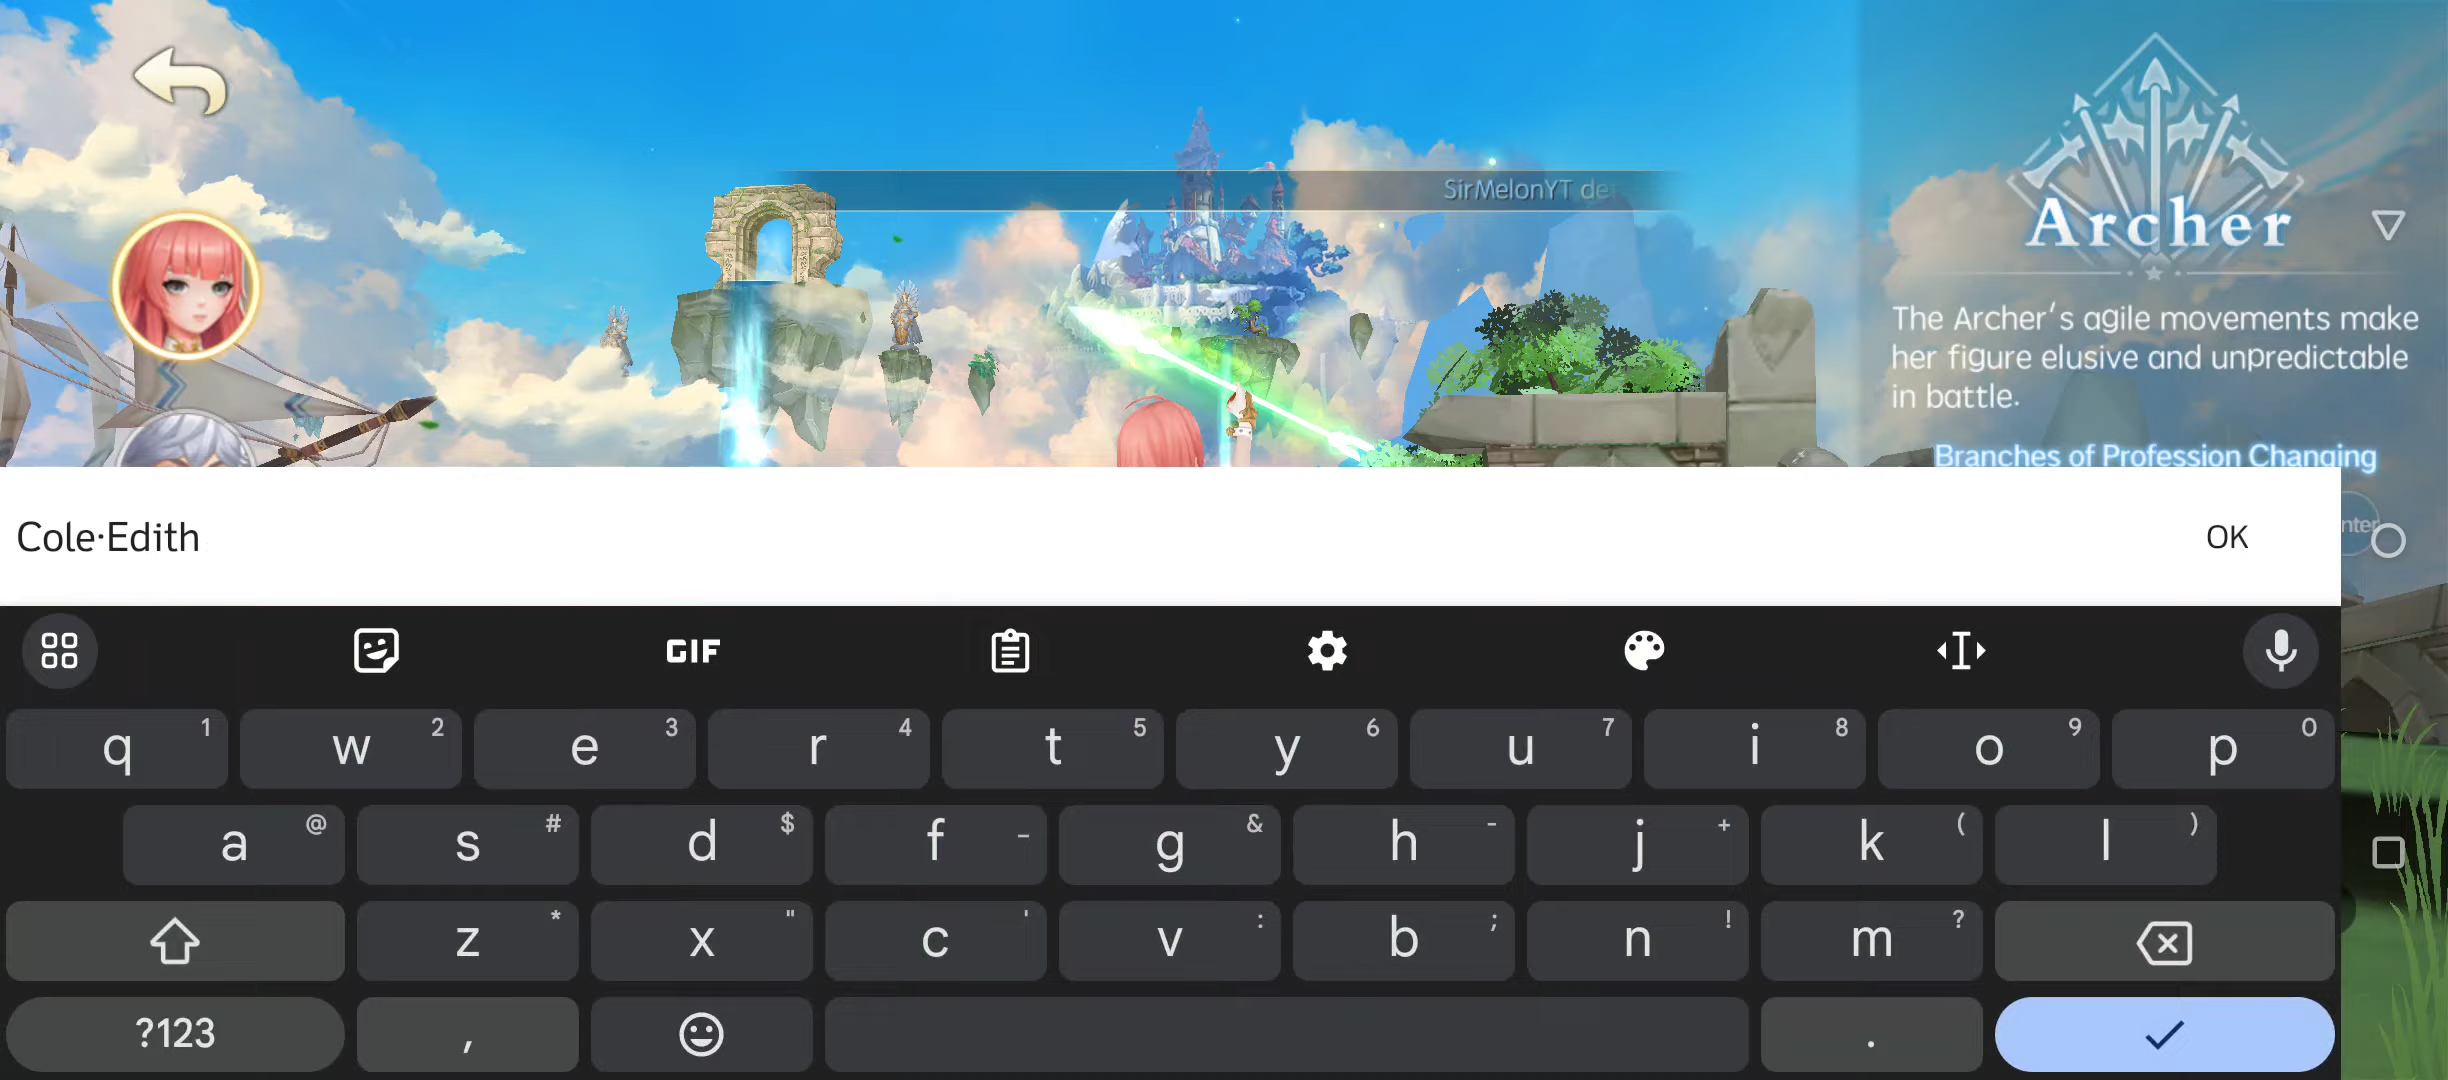 SirMelonYT de
Archer
The Archer's agile movements make
her figure elusive and unpredictable
in battle.
Branches of Profession Changing
Cole·Edith
OK
GIF
q 1 w 2 e 3 r 4 t 5 y 6 u 7 i 8 o 9 p 0
a @ s # d $ f _ g & h - j + k ( l )
z * x " c ' v : b ; n ! m ?
?123 , .